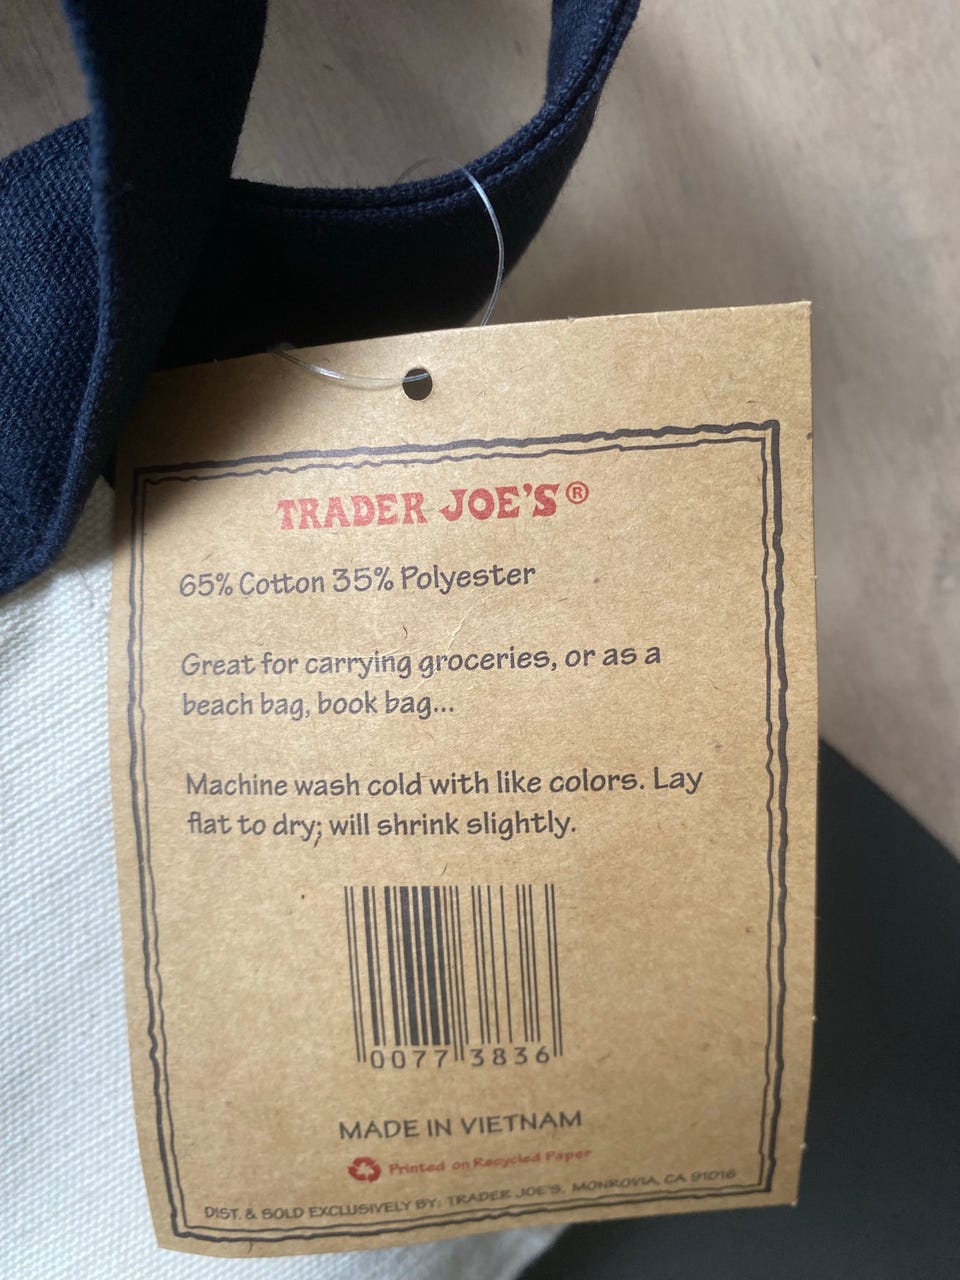 TRADER JOE'S®
65% Cotton 35% Polyester
Great for carrying groceries, or as a
beach bag, book bag...
Machine wash cold with like colors. Lay
flat to dry; will shrink slightly.
0077 3836
MADE IN VIETNAM
Printed on Recycled Paper
DIST. & SOLD EXCLUSIVELY BY: TRADER JOE'S, MONROVIA, CA 91016